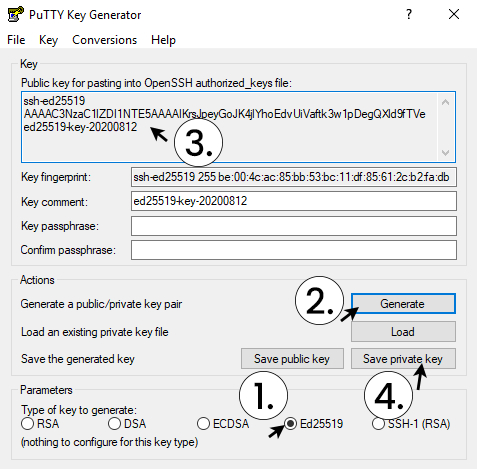 PuTTY Key Generator
File Key Conversions Help
Key
Public key for pasting into OpenSSH authorized_keys file:
ssh-ed25519
AAAAC3NzaC1lZDI1NTE5AAAAIKrsJpeyGoJK4jlYhoEdvUiVaftk3w1pDegQXld9fTVe
ed25519-key-20200812
3.
Key fingerprint: ssh-ed25519 255 be:00:4c:ac:85:bb:53:bc:11:df:85:61:2c:b2:fa:db
Key comment: ed25519-key-20200812
Key passphrase:
Confirm passphrase:
Actions
2.
Generate a public/private key pair Generate
Load an existing private key file Load
Save the generated key Save public key Save private key
Parameters
1. 4.
Type of key to generate:
RSA DSA ECDSA Ed25519 SSH-1 (RSA)
(nothing to configure for this key type)